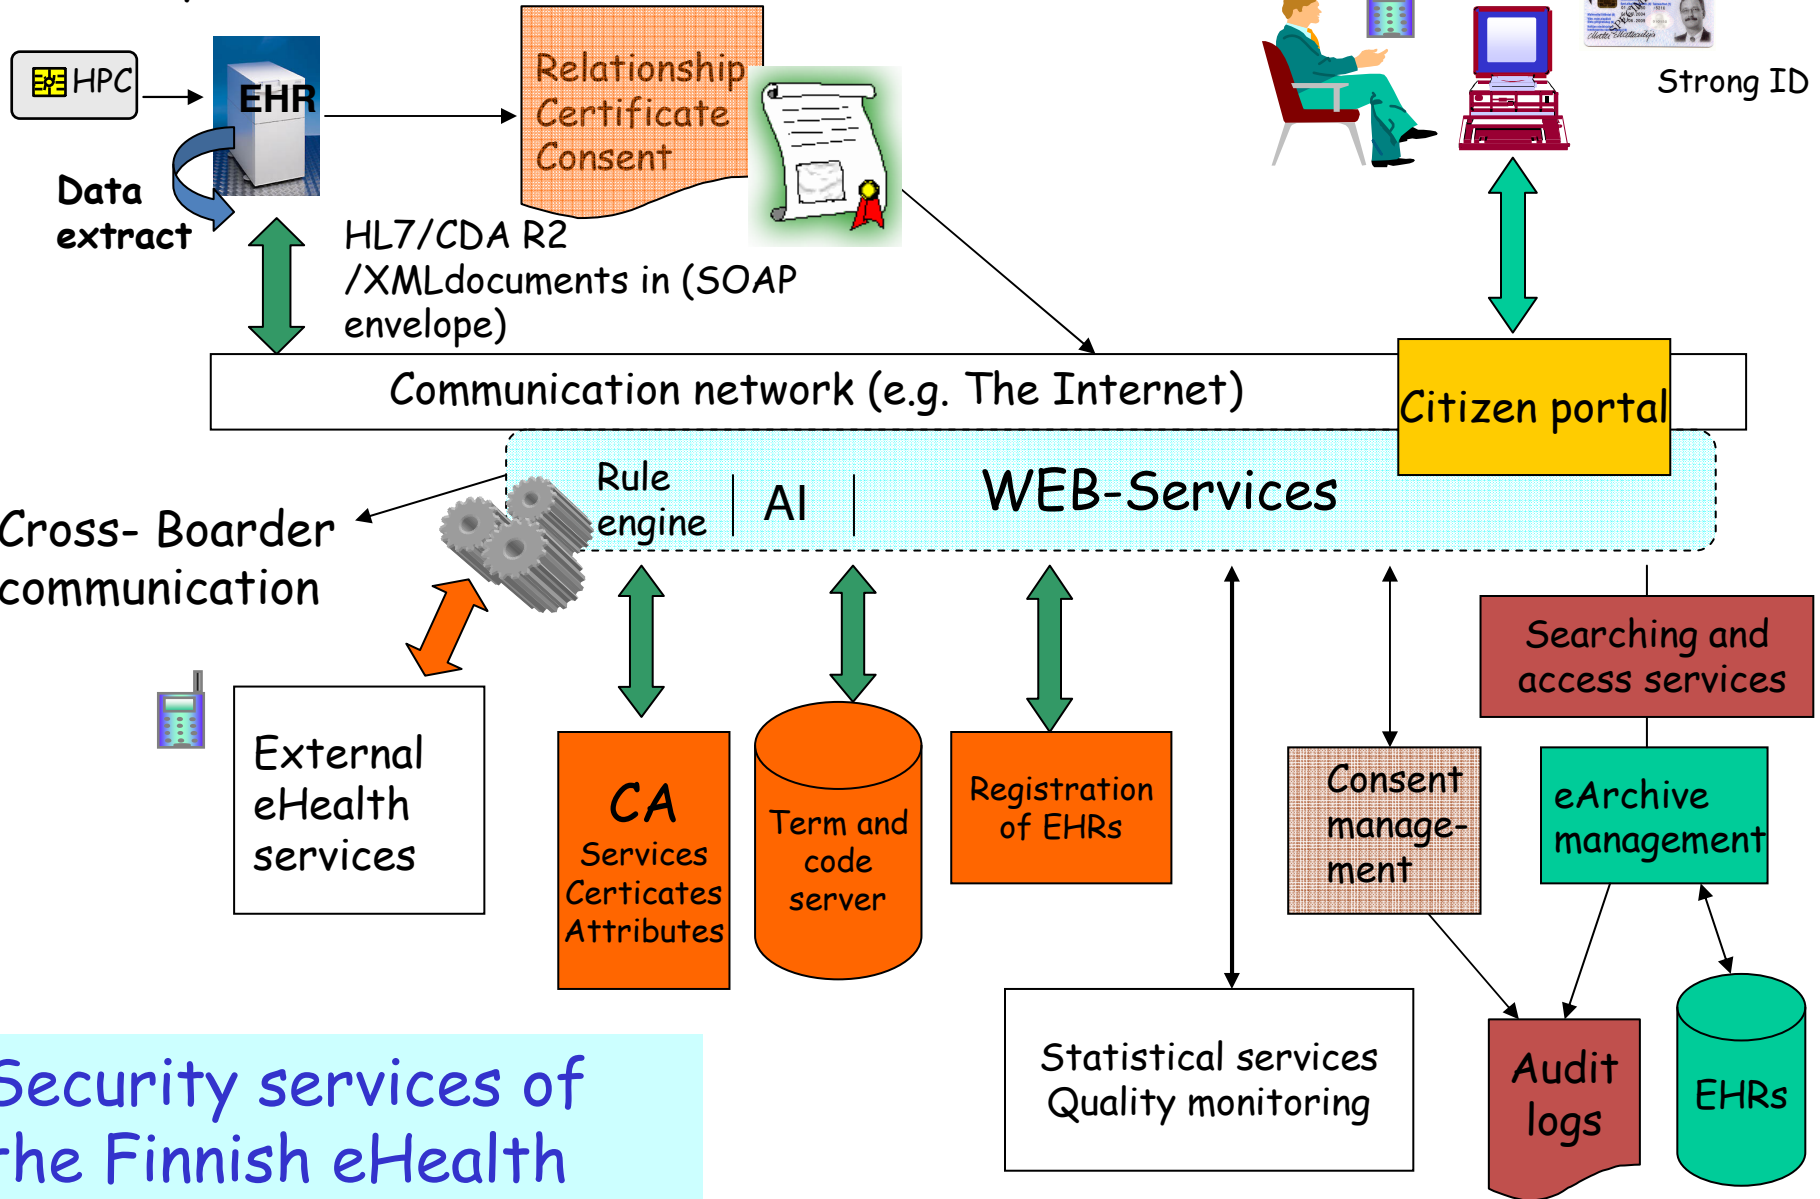 HPC
EHR
Relationship
Certificate
Consent
Strong ID
Data
extract
HL7/CDA R2
/XMLdocuments in (SOAP
envelope)
Communication network (e.g. The Internet)
Citizen portal
Rule
engine
AI
WEB-Services
Cross- Boarder
communication
Searching and
access services
External
eHealth
services
CA
Services
Certicates
Attributes
Term and
code
server
Registration
of EHRs
Consent
manage-
ment
eArchive
management
Statistical services
Quality monitoring
Audit
logs
EHRs
Security services of
the Finnish eHealth